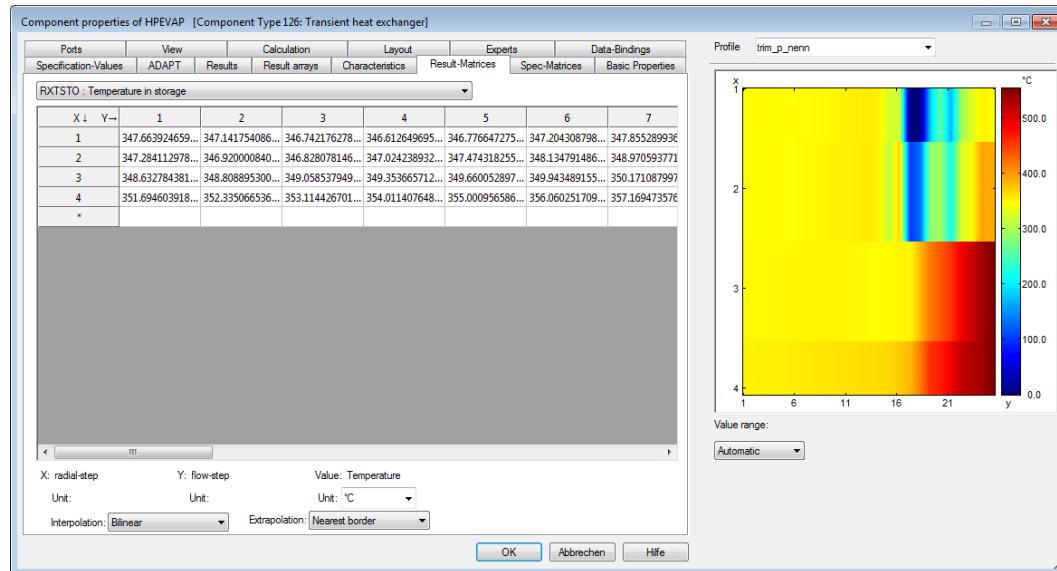 Component properties of HPEVAP [Component Type 126: Transient heat exchanger]
Ports View Calculation Layout Experts Data-Bindings
Specification-Values ADAPT Results Result arrays Characteristics Result-Matrices Spec-Matrices Basic Properties
RXTSTO : Temperature in storage
X↓ Y→ 1 2 3 4 5 6 7
1 347.663924659... 347.141754086... 346.742176278... 346.612649695... 346.776647275... 347.204308798... 347.855289936
2 347.284112978... 346.920000840... 346.828078146... 347.024238932... 347.474318255... 348.134791486... 348.970593771
3 348.632784381... 348.808895300... 349.058537949... 349.353665712... 349.660052897... 349.943489155... 350.171087997
4 351.694603918... 352.335066536... 353.114426701... 354.011407648... 355.000956586... 356.060251709... 357.169473576
*
X: radial-step Y: flow-step Value: Temperature
Unit: Unit: Unit: °C
Interpolation: Bilinear Extrapolation: Nearest border
Profile trim_p_nenn
x °C
1
500.0
400.0
2
300.0
3
200.0
100.0
4 0.0
1 6 11 16 21 y
Value range:
Automatic
OK Abbrechen Hilfe